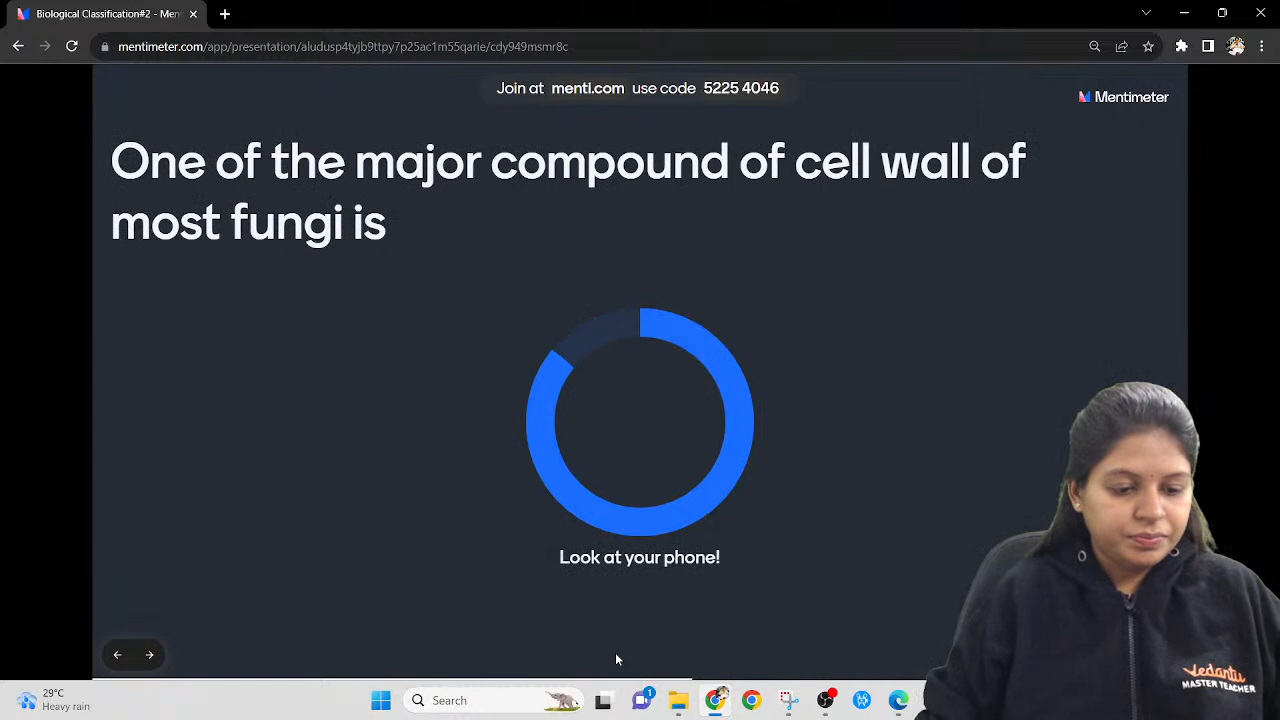 Biological Classification#2 - Men
mentimeter.com/app/presentation/aludusp4tyjb9ttpy7p25ac1m55qarie/cdy949msmr8c
Join at menti.com use code 5225 4046
Mentimeter
One of the major compound of cell wall of
most fungi is
Look at your phone!
Vedantu
MASTER TEACHER
29°C
Heavy rain
Search
1